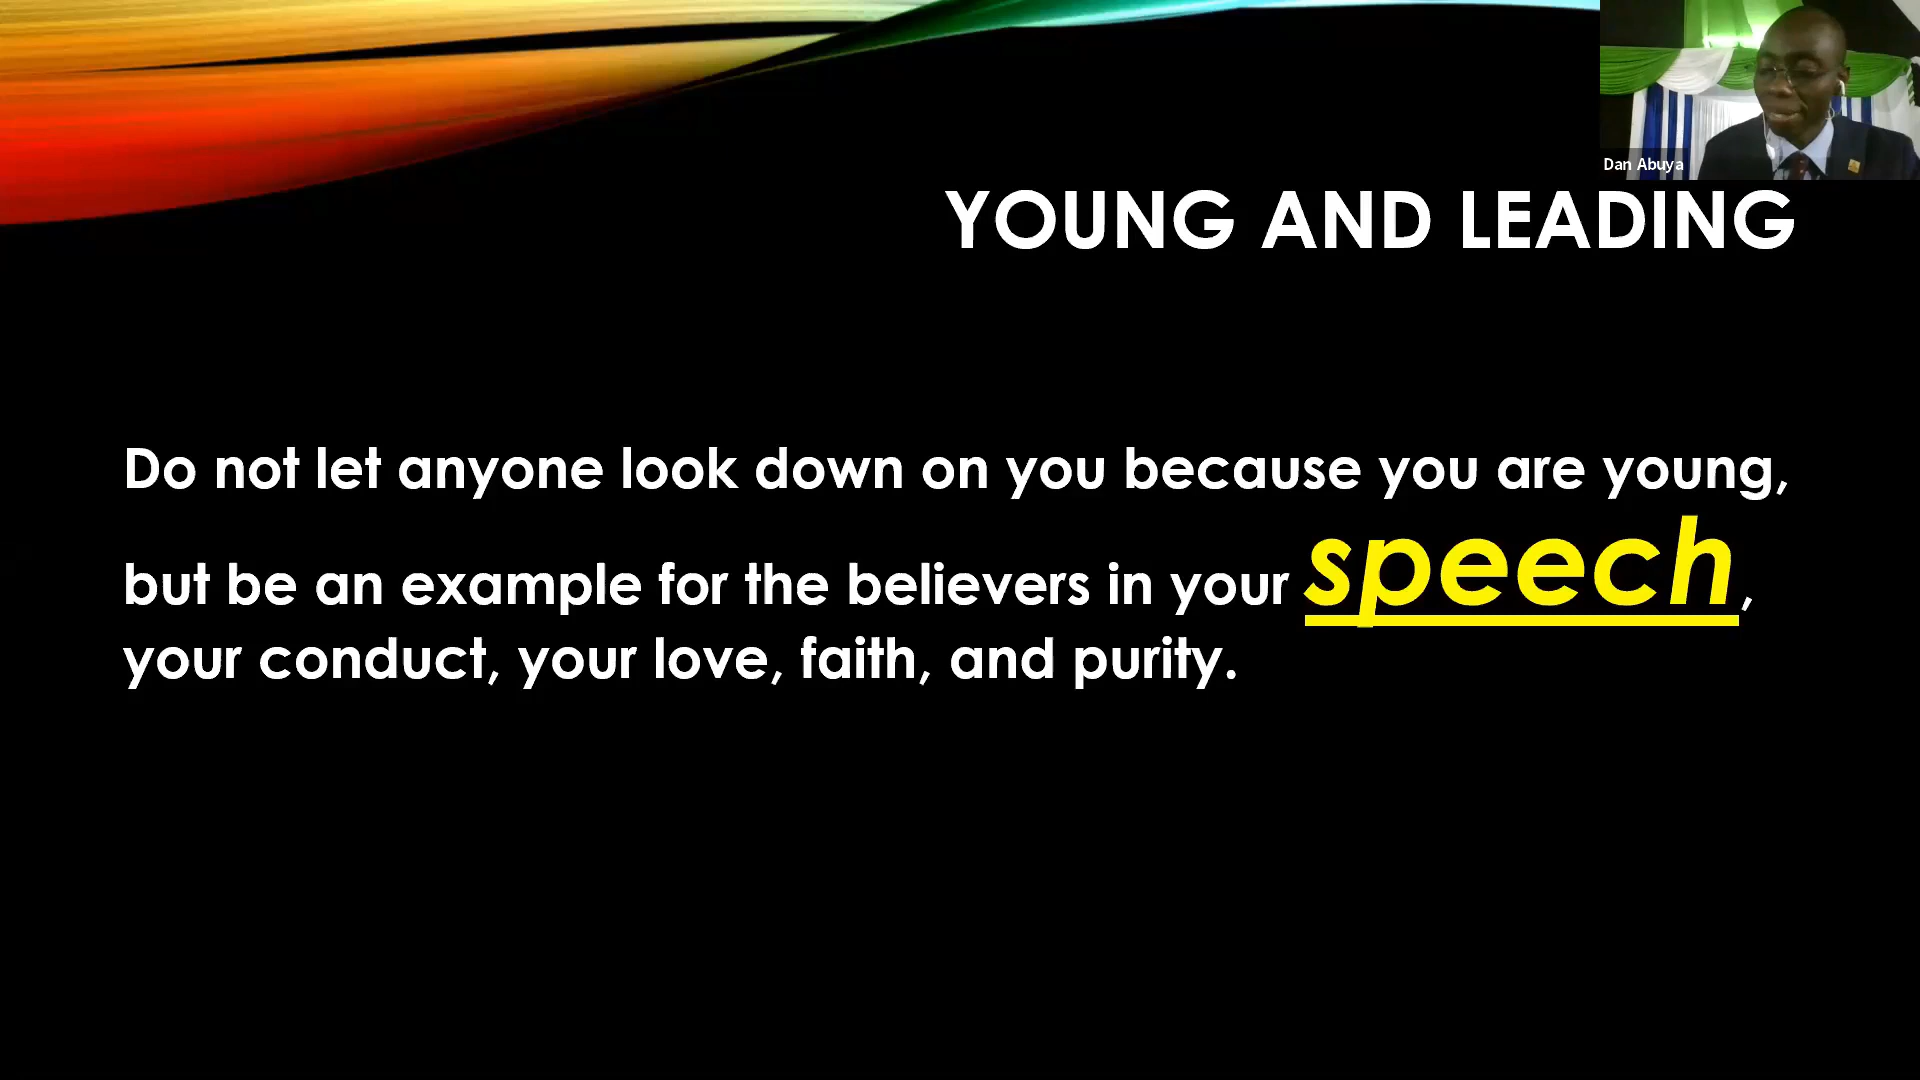 Dan Abuya
YOUNG AND LEADING
Do not let anyone look down on you because you are young,
but be an example for the believers in your speech,
your conduct, your love, faith, and purity.